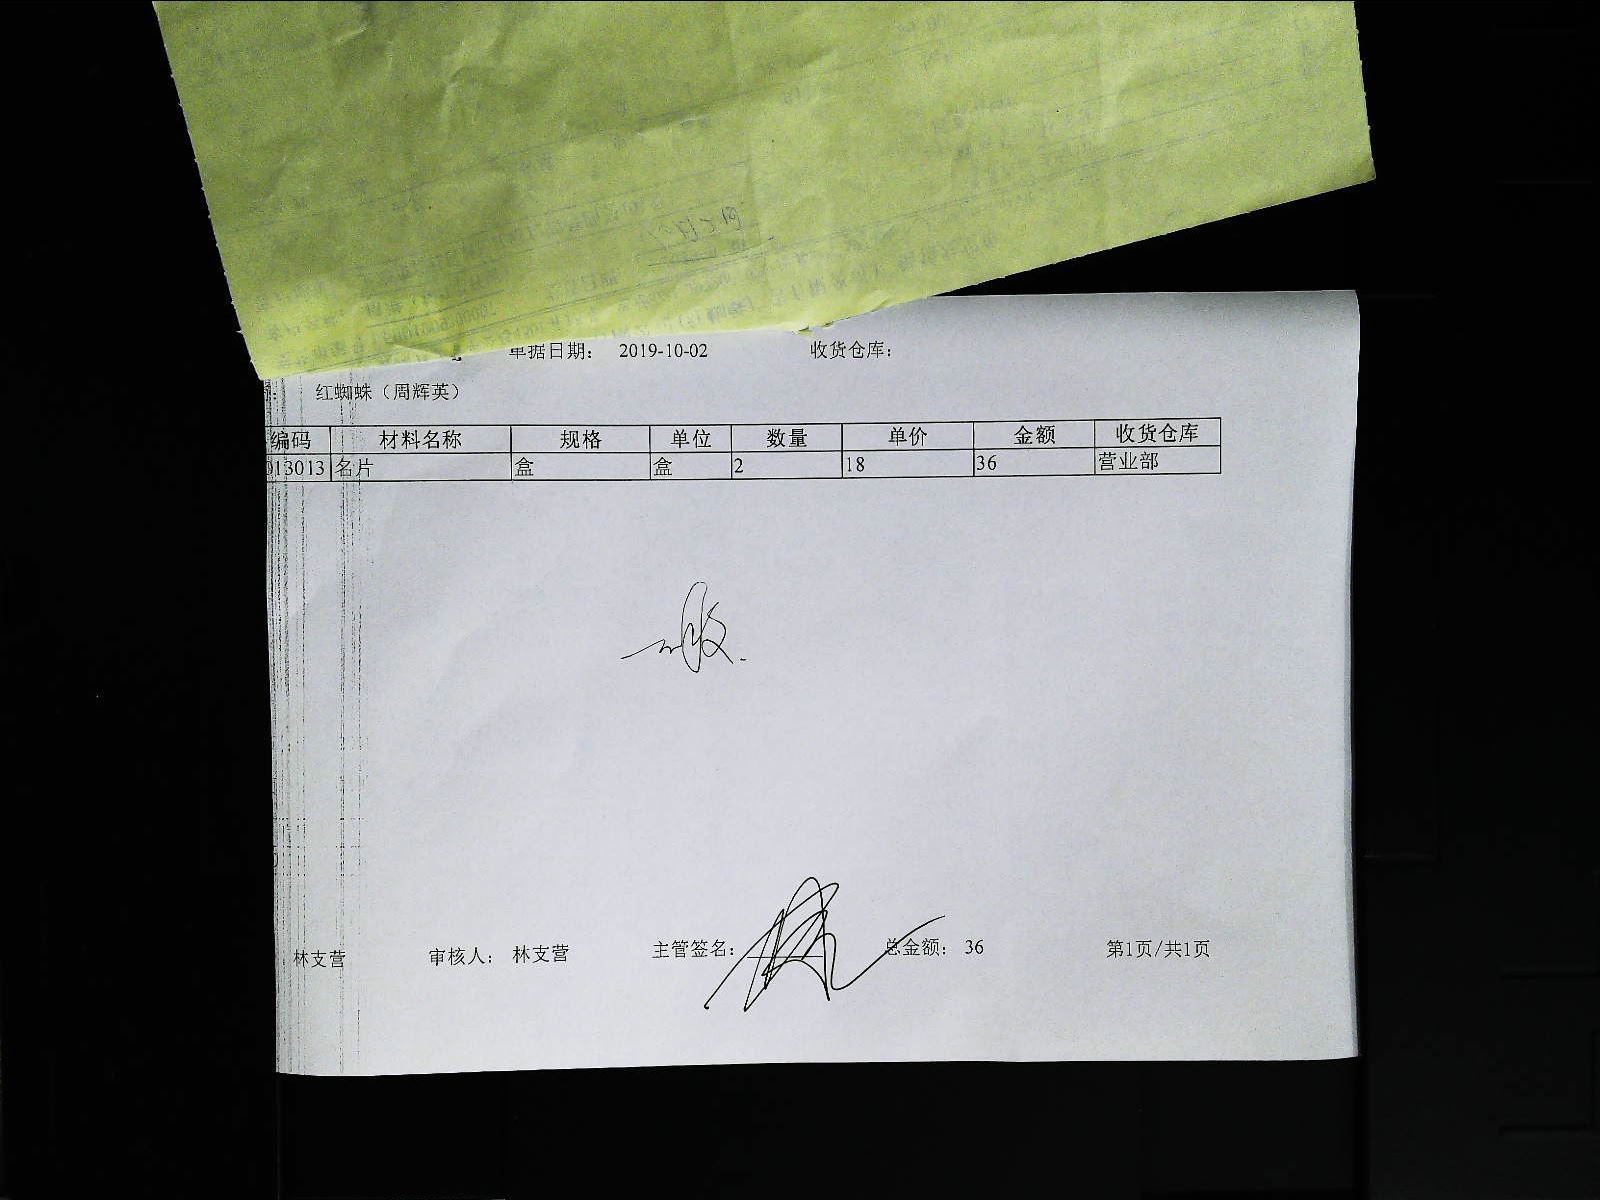 单据日期： 2019-10-02 收货仓库：
红蜘蛛（周辉英）
编码 材料名称 规格 单位 数量 单价 金额 收货仓库
013013 名片 盒 盒 2 18 36 营业部
林支营 审核人： 林支营 主管签名： 总金额： 36 第1页/共1页